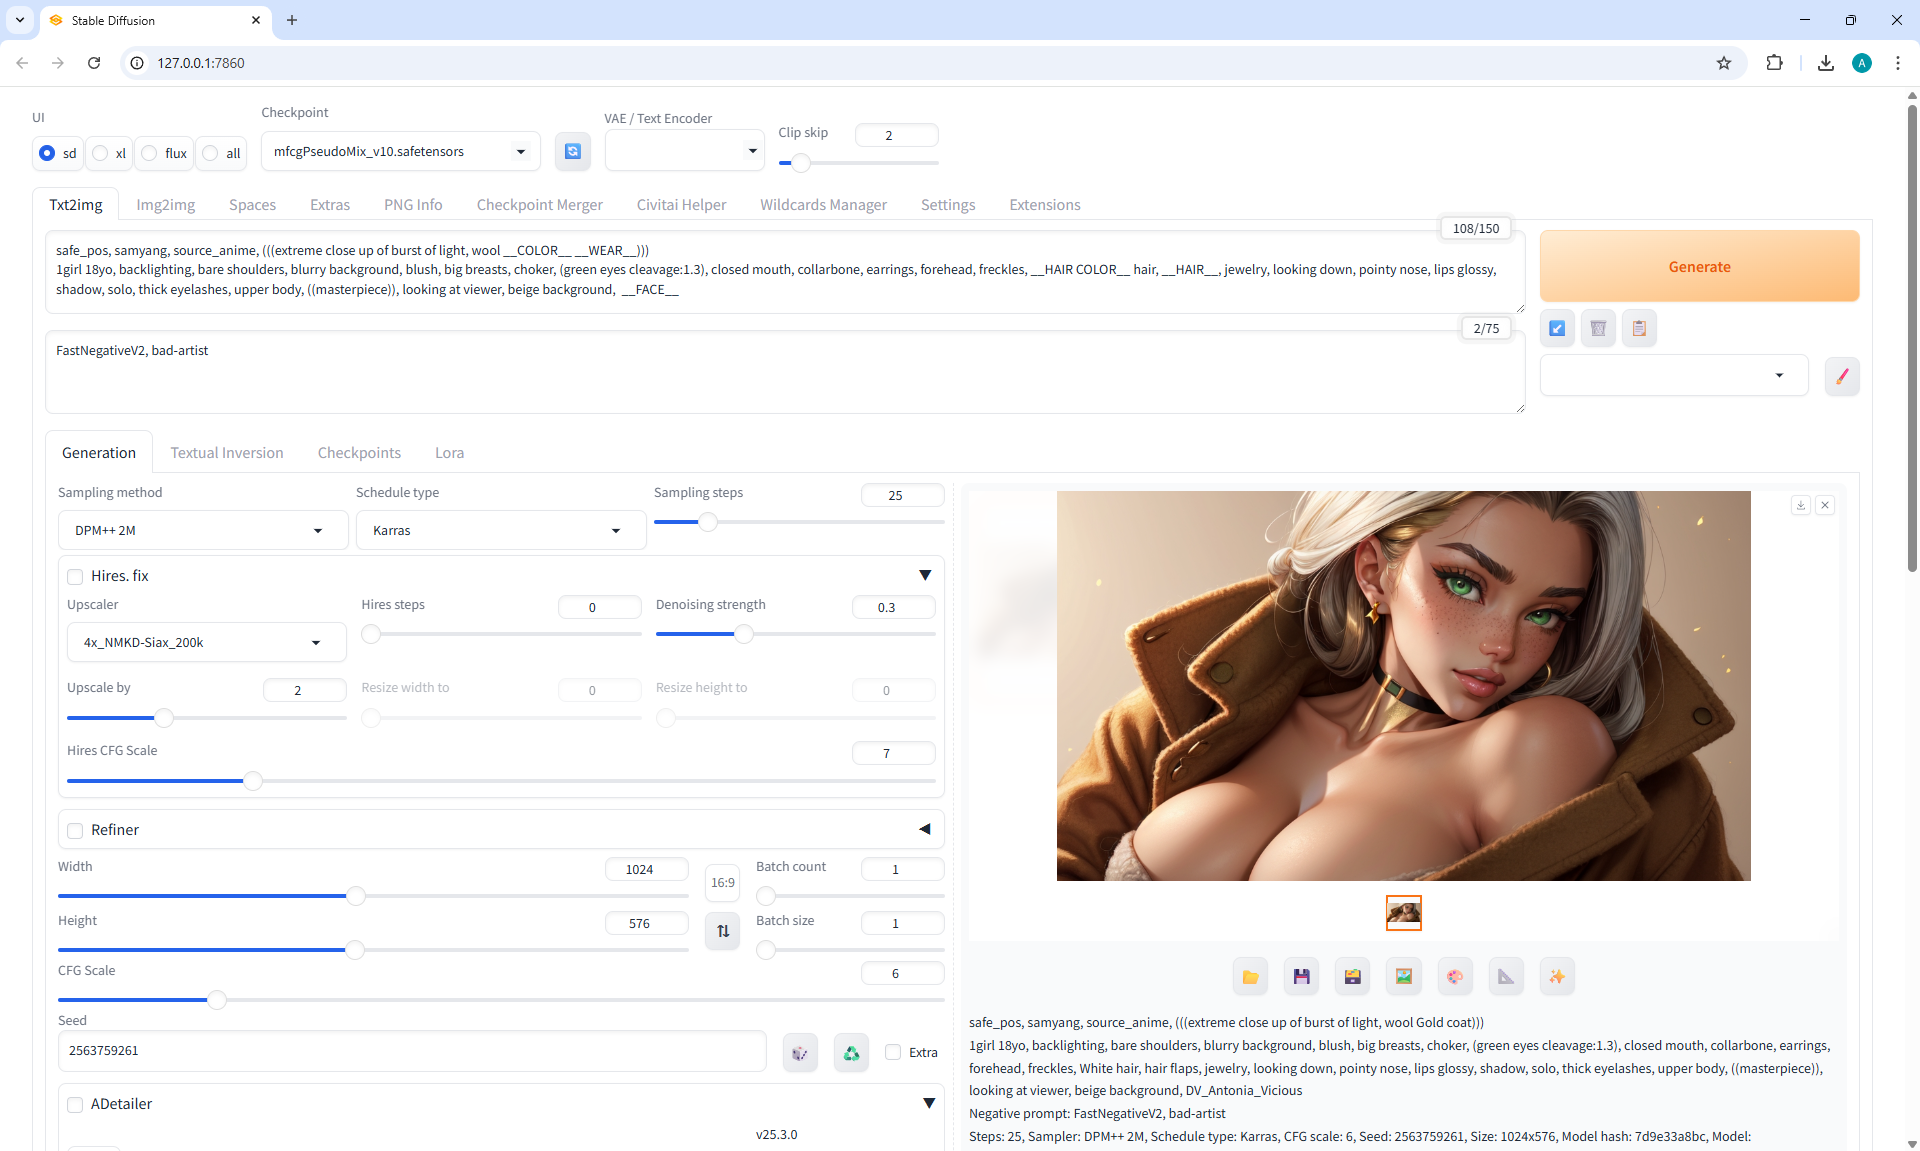 Stable Diffusion
127.0.0.1:7860
UI
Checkpoint
VAE / Text Encoder
Clip skip
2
sd
xl
flux
all
mfcgPseudoMix_v10.safetensors
Txt2img
Img2img
Spaces
Extras
PNG Info
Checkpoint Merger
Civitai Helper
Wildcards Manager
Settings
Extensions
108/150
safe_pos, samyang, source_anime, (((extreme close up of burst of light, wool __COLOR__ __WEAR__)))
1girl 18yo, backlighting, bare shoulders, blurry background, blush, big breasts, choker, (green eyes cleavage:1.3), closed mouth, collarbone, earrings, forehead, freckles, __HAIR COLOR__ hair, __HAIR__, jewelry, looking down, pointy nose, lips glossy,
shadow, solo, thick eyelashes, upper body, ((masterpiece)), looking at viewer, beige background, __FACE__
Generate
2/75
FastNegativeV2, bad-artist
Generation
Textual Inversion
Checkpoints
Lora
Sampling method
Schedule type
Sampling steps
25
DPM++ 2M
Karras
Hires. fix
Upscaler
Hires steps
0
Denoising strength
0.3
4x_NMKD-Siax_200k
Upscale by
2
Resize width to
0
Resize height to
0
Hires CFG Scale
7
Refiner
Width
1024
16:9
Batch count
1
Height
576
Batch size
1
CFG Scale
6
Seed
2563759261
Extra
ADetailer
v25.3.0
safe_pos, samyang, source_anime, (((extreme close up of burst of light, wool Gold coat)))
1girl 18yo, backlighting, bare shoulders, blurry background, blush, big breasts, choker, (green eyes cleavage:1.3), closed mouth, collarbone, earrings,
forehead, freckles, White hair, hair flaps, jewelry, looking down, pointy nose, lips glossy, shadow, solo, thick eyelashes, upper body, ((masterpiece)),
looking at viewer, beige background, DV_Antonia_Vicious
Negative prompt: FastNegativeV2, bad-artist
Steps: 25, Sampler: DPM++ 2M, Schedule type: Karras, CFG scale: 6, Seed: 2563759261, Size: 1024x576, Model hash: 7d9e33a8bc, Model:
A